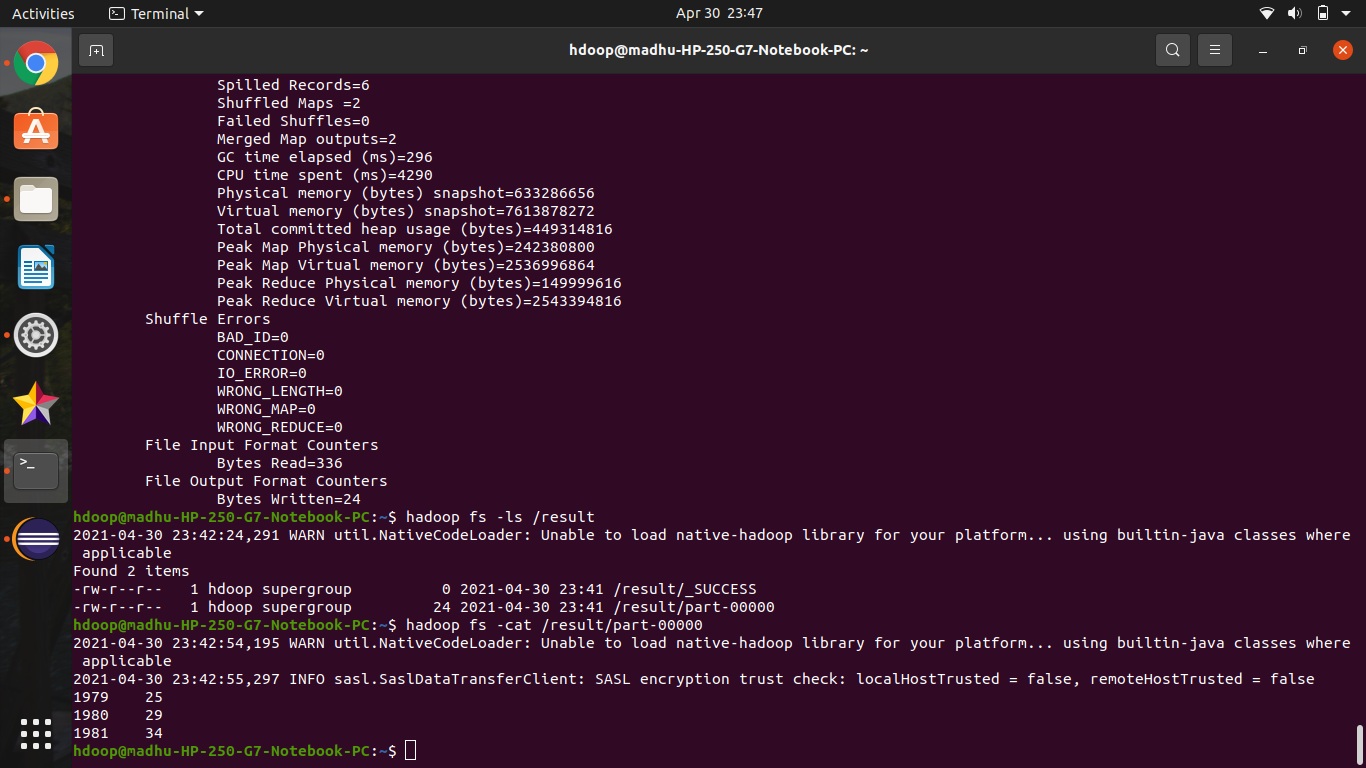 Activities Terminal Apr 30 23:47
hdoop@madhu-HP-250-G7-Notebook-PC: ~
Spilled Records=6
Shuffled Maps =2
Failed Shuffles=0
Merged Map outputs=2
GC time elapsed (ms)=296
CPU time spent (ms)=4290
Physical memory (bytes) snapshot=633286656
Virtual memory (bytes) snapshot=7613878272
Total committed heap usage (bytes)=449314816
Peak Map Physical memory (bytes)=242380800
Peak Map Virtual memory (bytes)=2536996864
Peak Reduce Physical memory (bytes)=149999616
Peak Reduce Virtual memory (bytes)=2543394816
Shuffle Errors
BAD_ID=0
CONNECTION=0
IO_ERROR=0
WRONG_LENGTH=0
WRONG_MAP=0
WRONG_REDUCE=0
File Input Format Counters
Bytes Read=336
File Output Format Counters
Bytes Written=24
hdoop@madhu-HP-250-G7-Notebook-PC:~$ hadoop fs -ls /result
2021-04-30 23:42:24,291 WARN util.NativeCodeLoader: Unable to load native-hadoop library for your platform... using builtin-java classes where
applicable
Found 2 items
-rw-r--r--   1 hdoop supergroup          0 2021-04-30 23:41 /result/_SUCCESS
-rw-r--r--   1 hdoop supergroup         24 2021-04-30 23:41 /result/part-00000
hdoop@madhu-HP-250-G7-Notebook-PC:~$ hadoop fs -cat /result/part-00000
2021-04-30 23:42:54,195 WARN util.NativeCodeLoader: Unable to load native-hadoop library for your platform... using builtin-java classes where
applicable
2021-04-30 23:42:55,297 INFO sasl.SaslDataTransferClient: SASL encryption trust check: localHostTrusted = false, remoteHostTrusted = false
1979    25
1980    29
1981    34
hdoop@madhu-HP-250-G7-Notebook-PC:~$